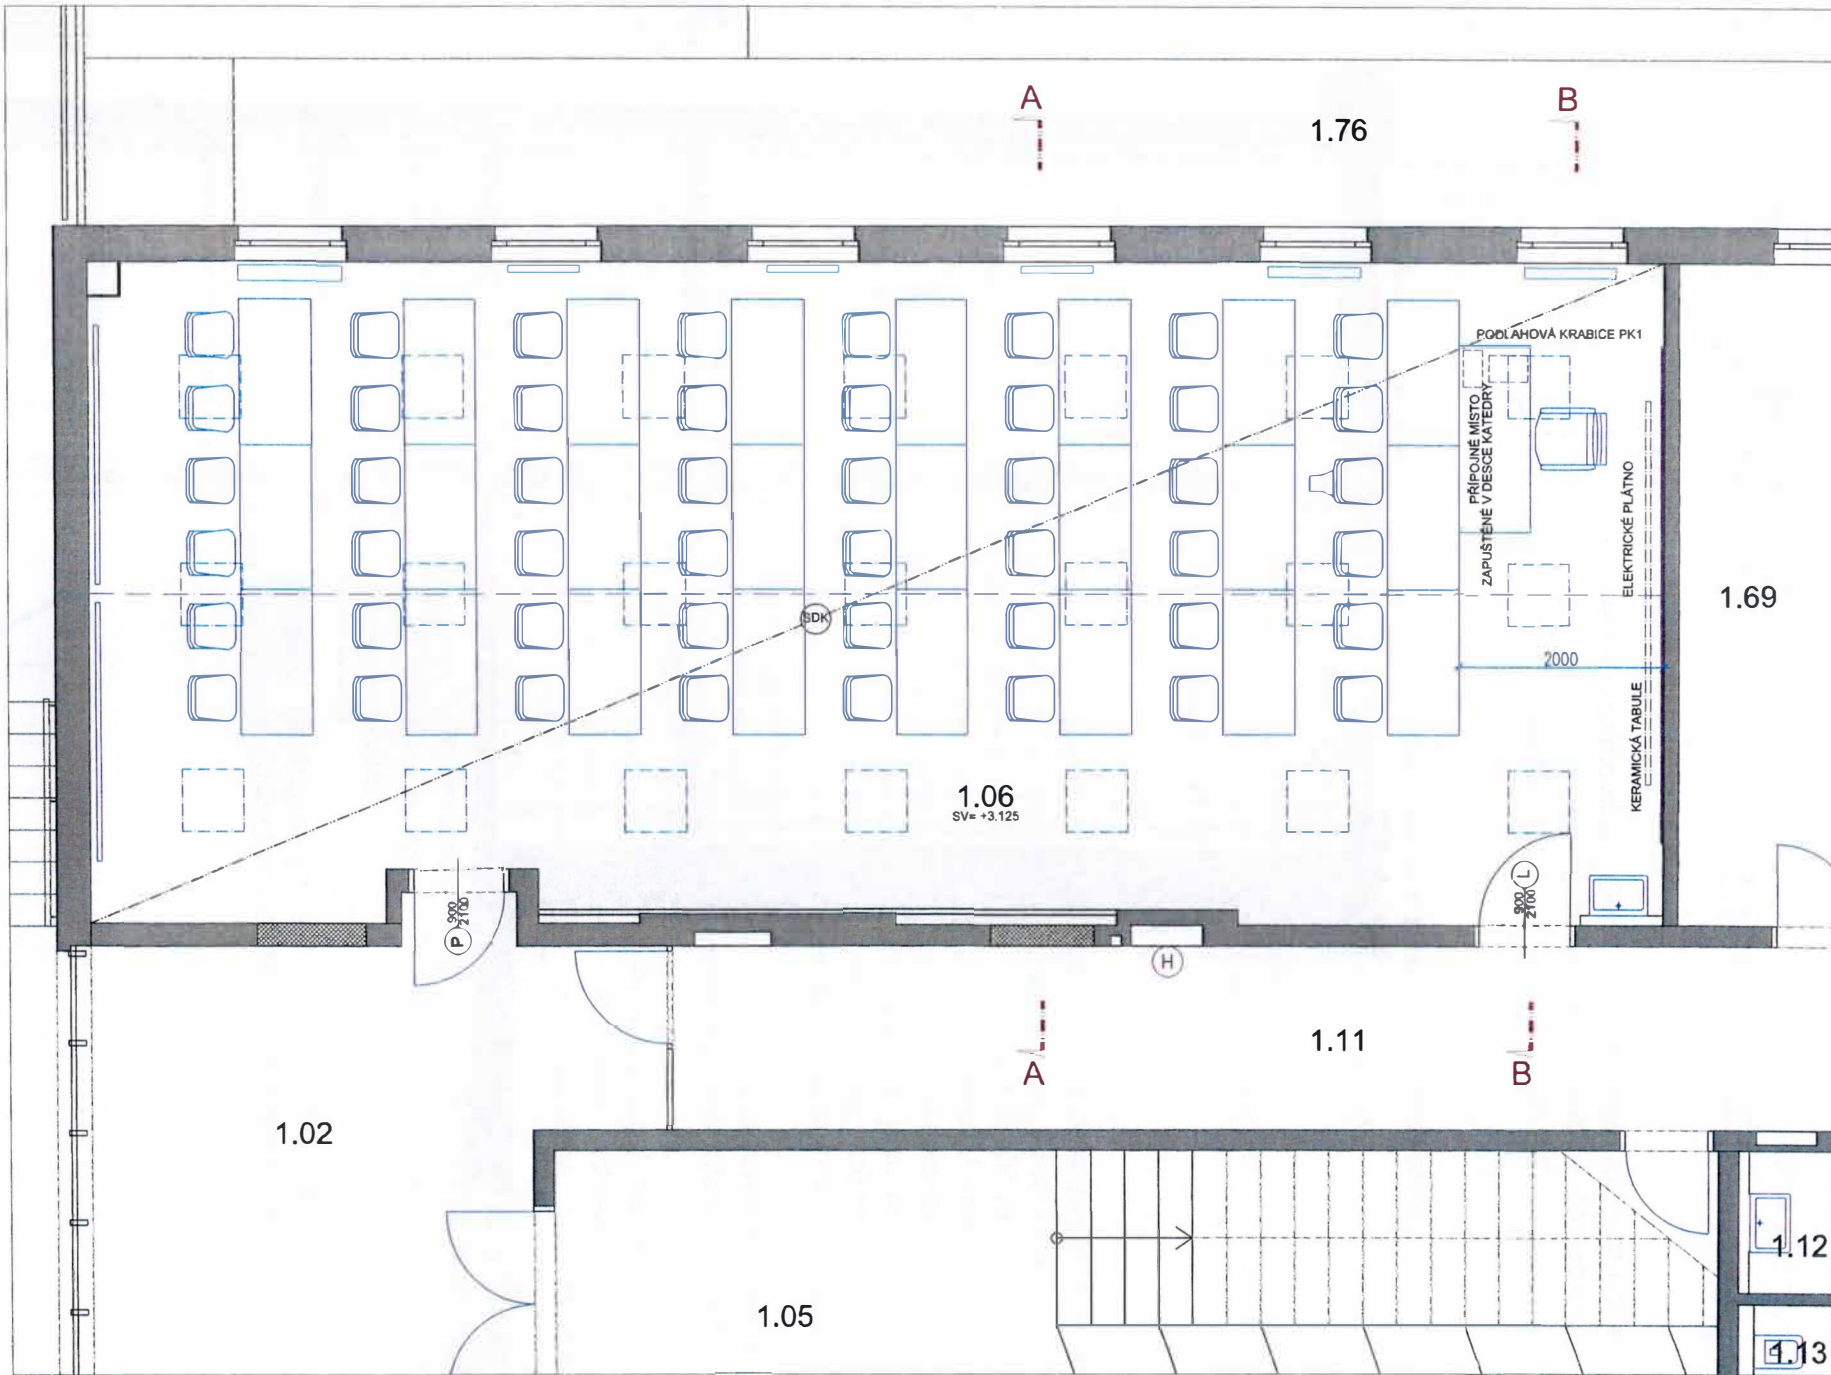 A
B
1.76
PODLAHOVÁ KRABICE PK1
PŘÍPOJNÉ MÍSTO
ZAPUŠTĚNÉ V DESCE KATEDRY
ELEKTRICKÉ PLÁTNO
1.69
SDK
2000
KERAMICKÁ TABULE
1.06
SV= +3.125
900
2100
P
900
2100
L
H
1.11
A
B
1.02
1.05
1.12
1.13